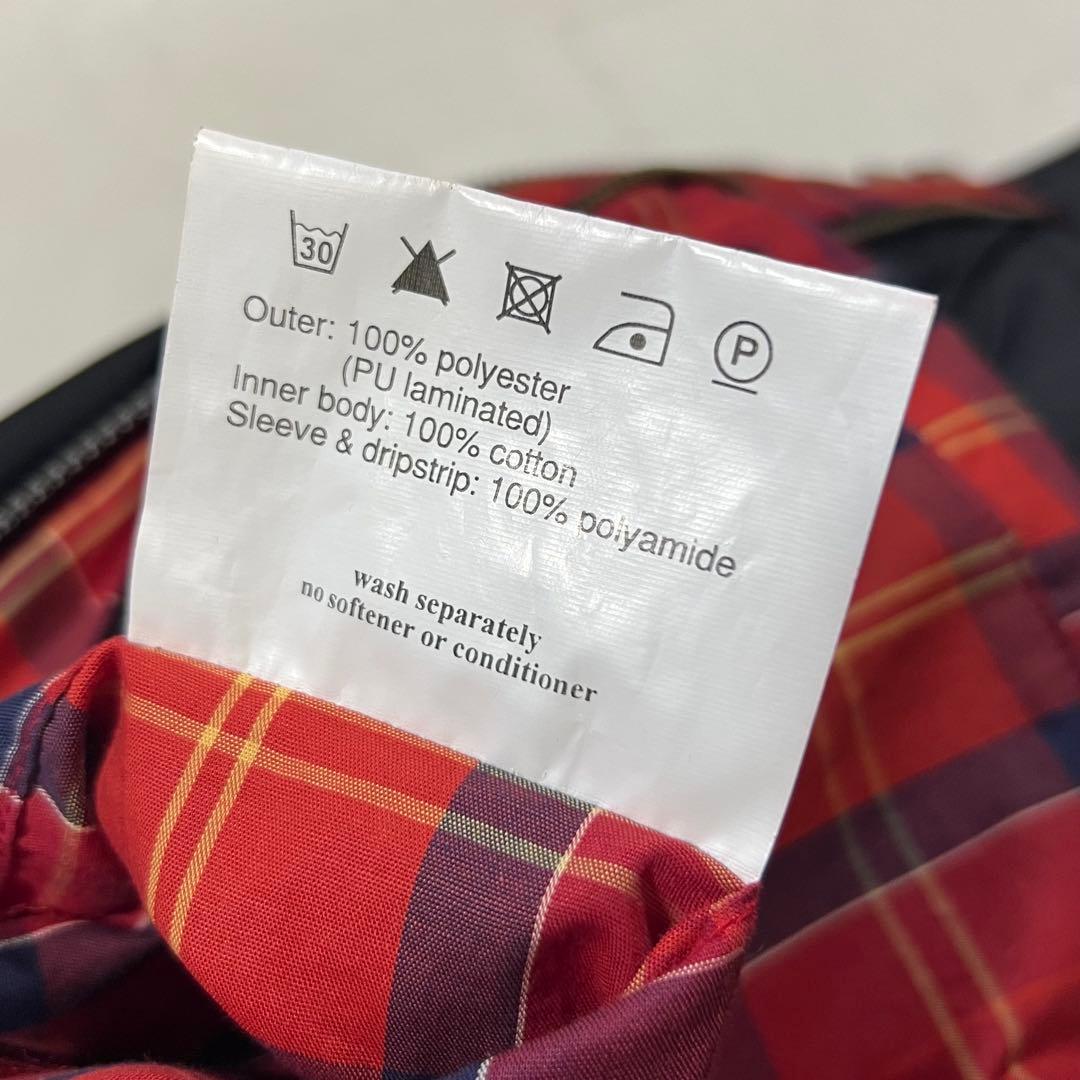 30
P
Outer: 100% polyester
(PU laminated)
Inner body: 100% cotton
Sleeve & dripstrip: 100% polyamide
wash separately
no softener or conditioner